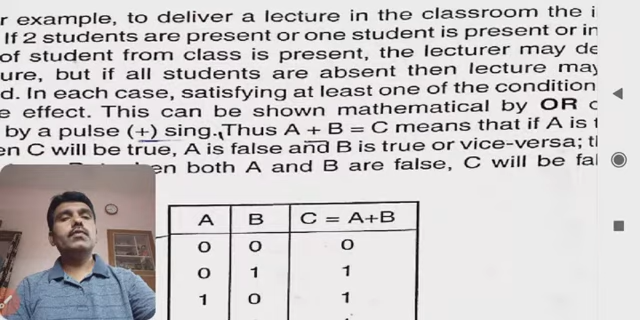 r example, to deliver a lecture in the classroom the i
If 2 students are present or one student is present or in
of student from class is present, the lecturer may de
ure, but if all students are absent then lecture may
d. In each case, satisfying at least one of the condition
e effect. This can be shown mathematical by OR
by a pulse (+) sing. Thus A + B = C means that if A is
en C will be true, A is false and B is true or vice-versa;
en both A and B are false, C will be fal
A B C = A+B
0 0 0
0 1 1
1 0 1